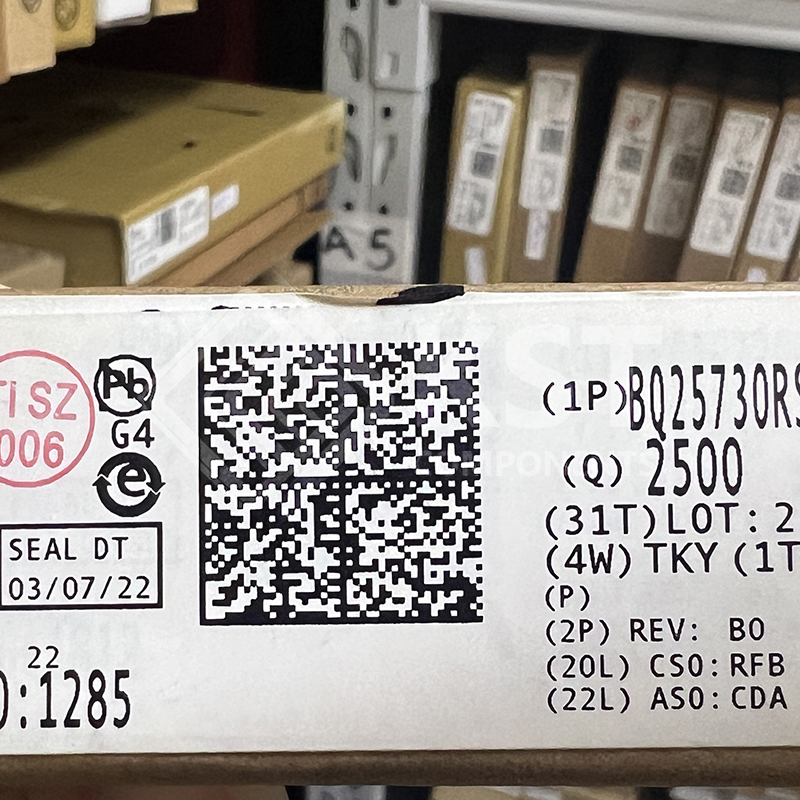 A5
Ti SZ
006
Pb
G4
e
SEAL DT
03/07/22
22
O:1285
(1P)BQ25730RS
(Q) 2500
(31T)LOT: 2
(4W) TKY (1T
(P)
(2P) REV: B0
(20L) CSO: RFB
(22L) ASO: CDA
COMPONENTS